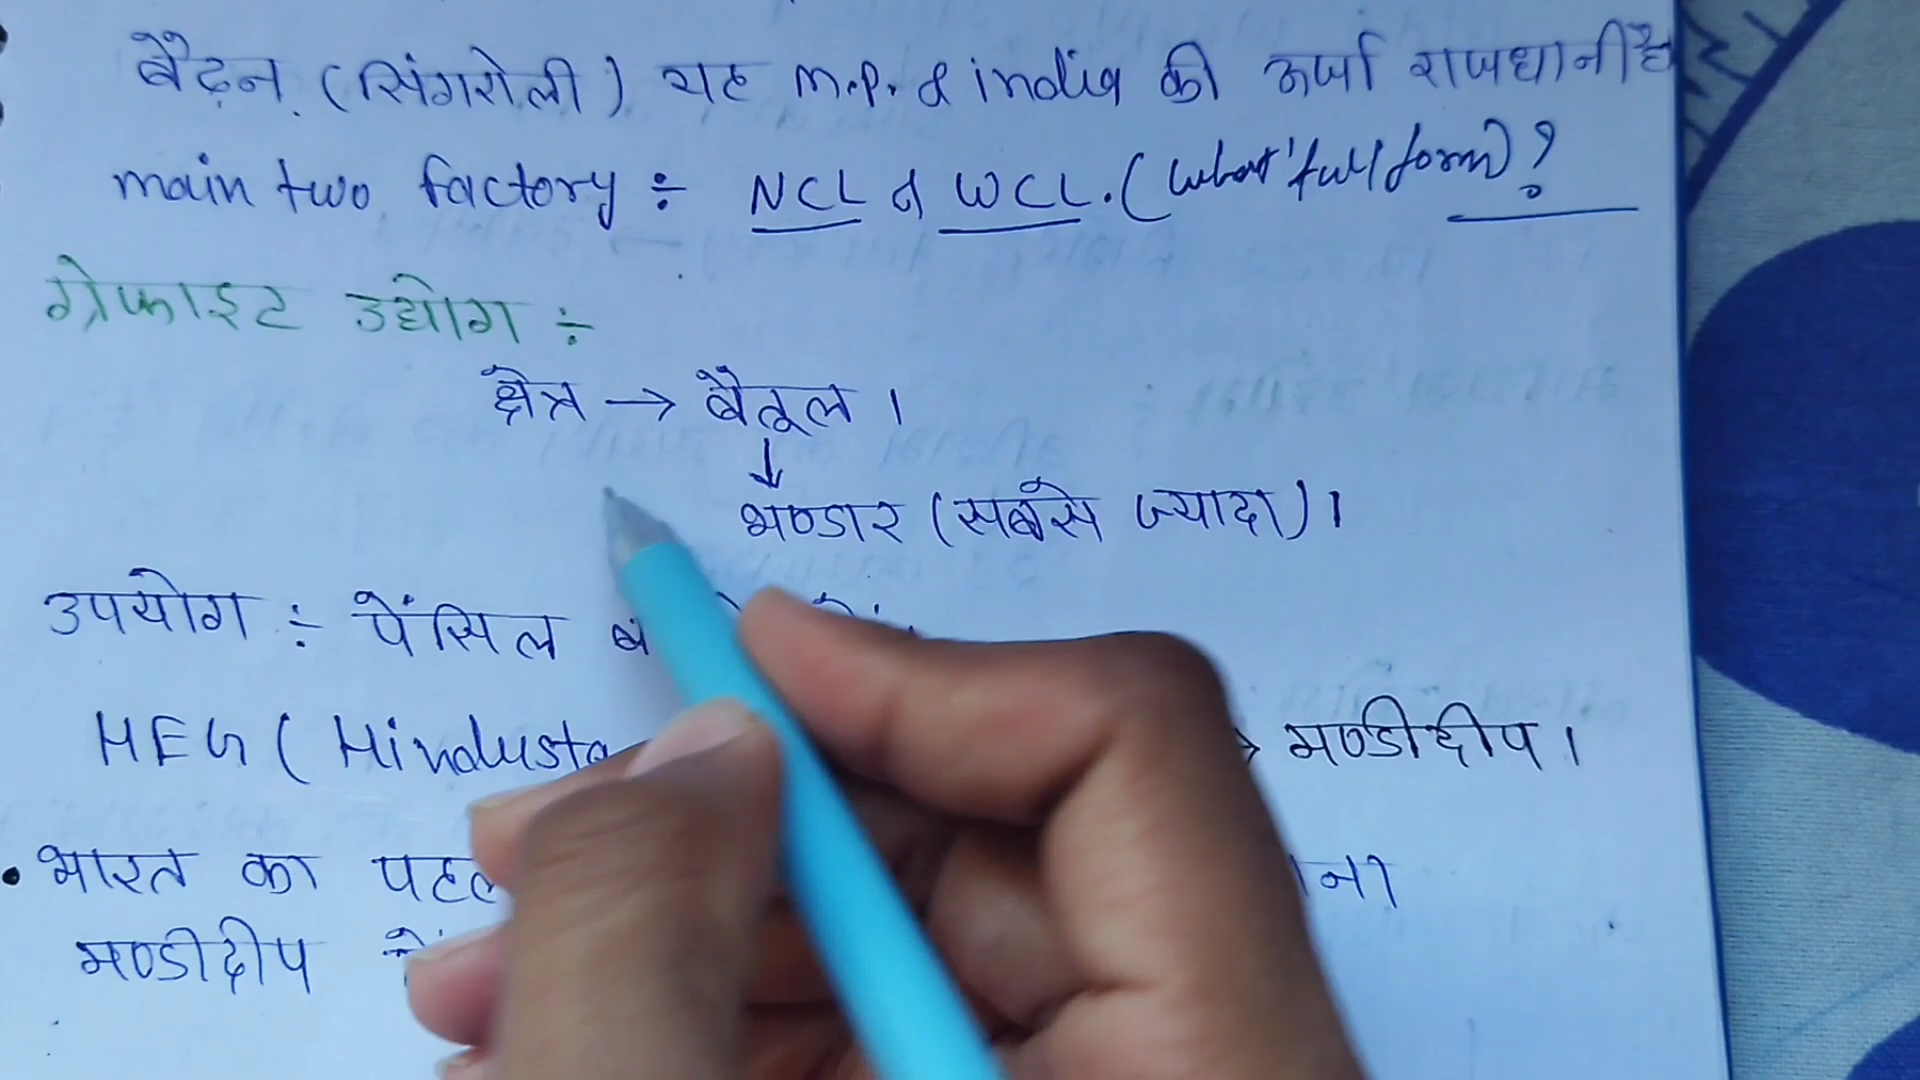 बैढ़न (सिंगरोली) यह M.P. & india की ऊर्जा राजधानी है
main two factory ÷ NCL & WCL. (What' full form) ?
ग्रेफाइट उद्योग ÷
क्षेत्र → बैतूल ।
↓
भण्डार (सबसे ज्यादा) ।
उपयोग ÷ पेंसिल
HEG ( Hindusta → मण्डीदीप ।
• भारत का
मण्डीदीप